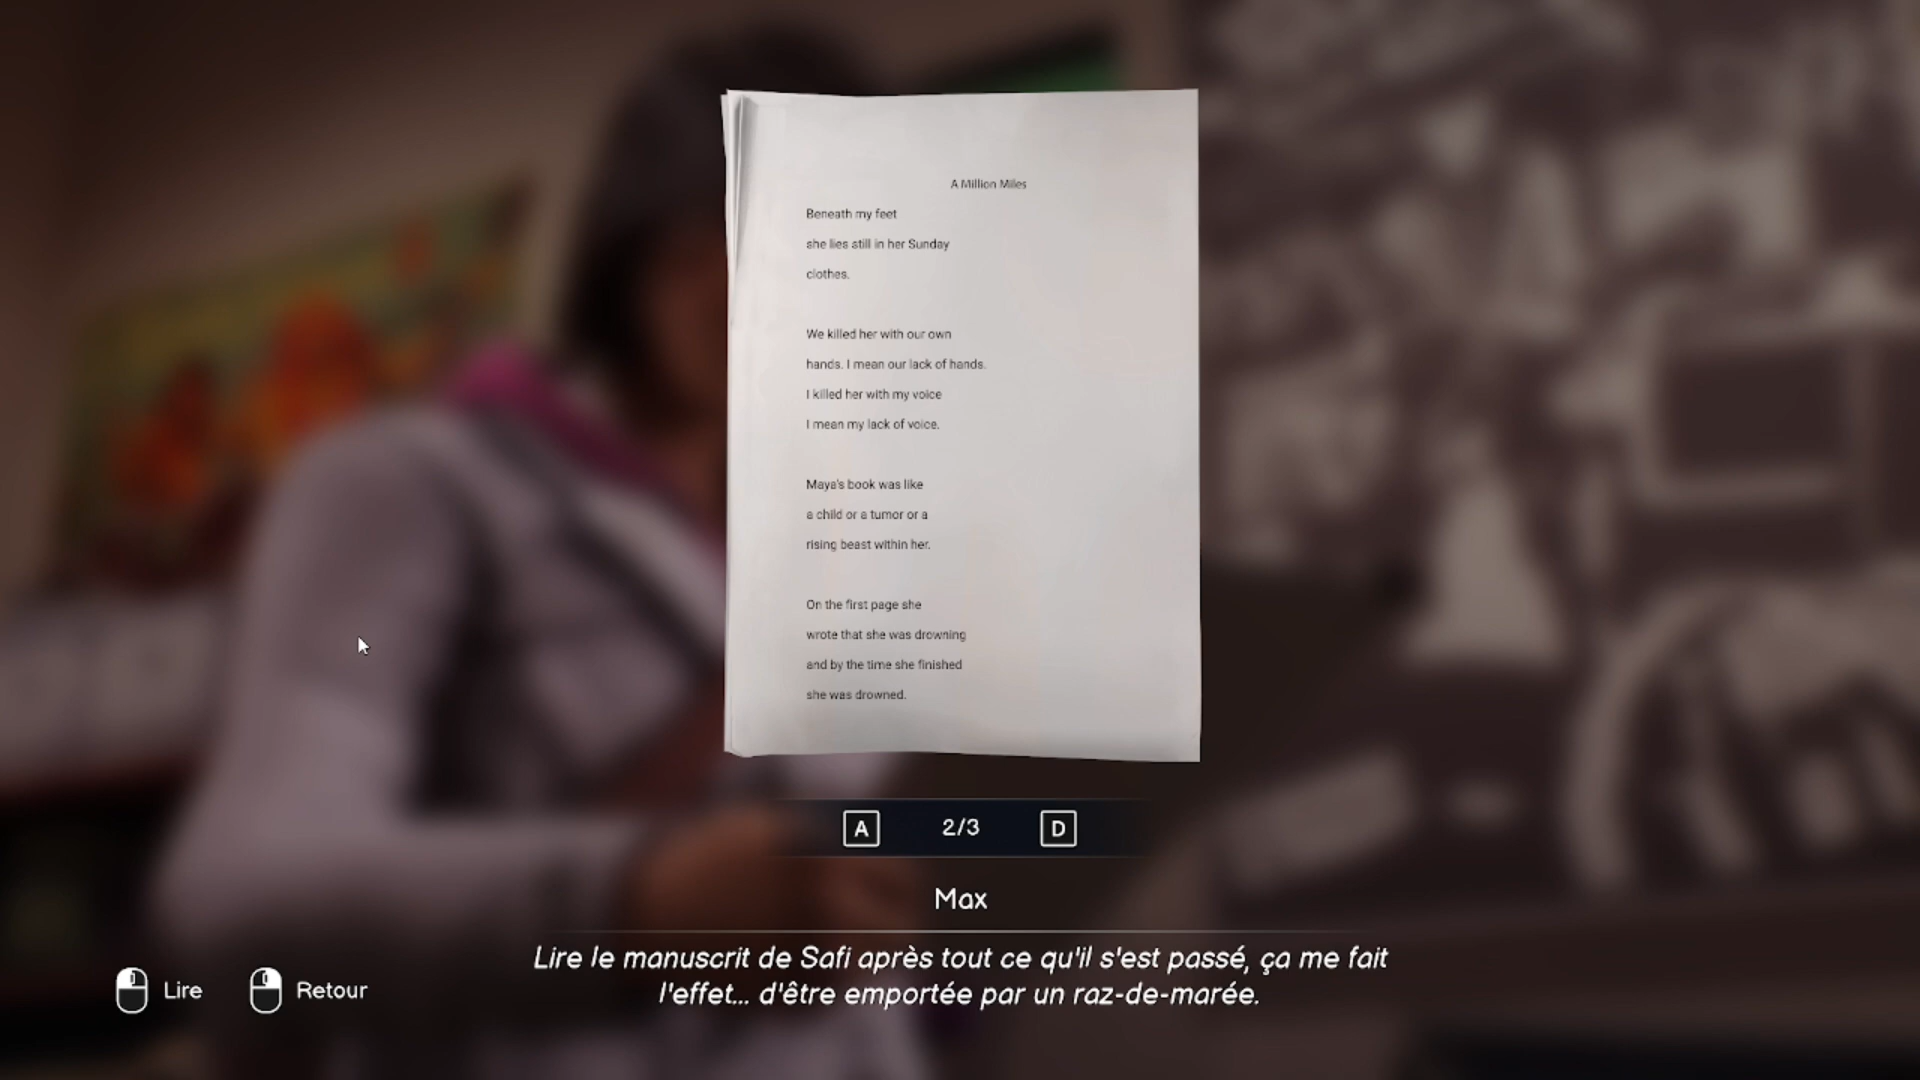 A Million Miles
Beneath my feet
she lies still in her Sunday
clothes.
We killed her with our own
hands. I mean our lack of hands.
I killed her with my voice
I mean my lack of voice.
Maya's book was like
a child or a tumor or a
rising beast within her.
On the first page she
wrote that she was drowning
and by the time she finished
she was drowned.
A 2/3 D
Max
Lire le manuscrit de Safi après tout ce qu'il s'est passé, ça me fait
l'effet... d'être emportée par un raz-de-marée.
Lire Retour